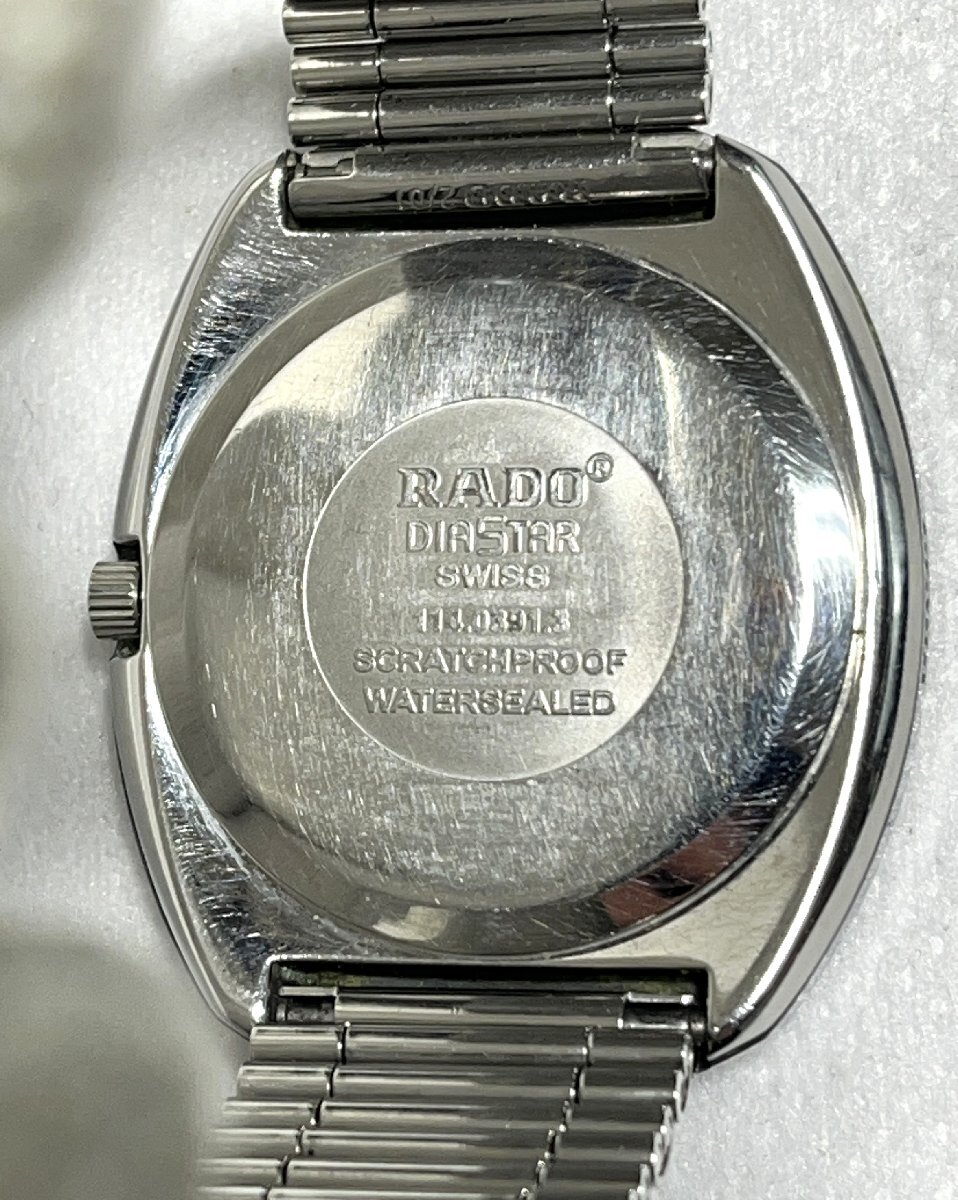 RADO®
DIASTAR
SWISS
114.0391.3
SCRATCHPROOF
WATERSEALED